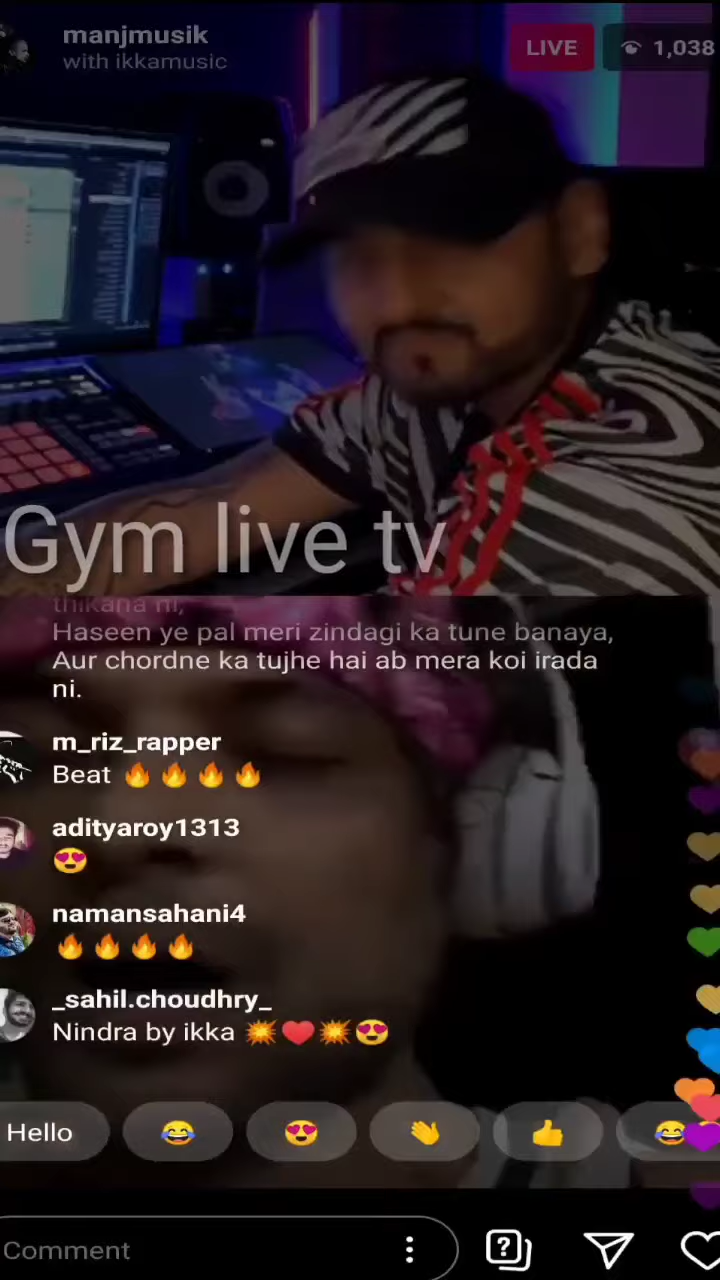 manjmusik
with ikkamusic
LIVE
1,038
Gym live tv
thikana ni,
Haseen ye pal meri zindagi ka tune banaya,
Aur chordne ka tujhe hai ab mera koi irada
ni.
m_riz_rapper
Beat 🔥🔥🔥🔥
adityaroy1313
😍
namansahani4
🔥🔥🔥🔥
_sahil.choudhry_
Nindra by ikka 💥❤️💥😍
Hello 😂 😍 👏 👍 😂
Comment